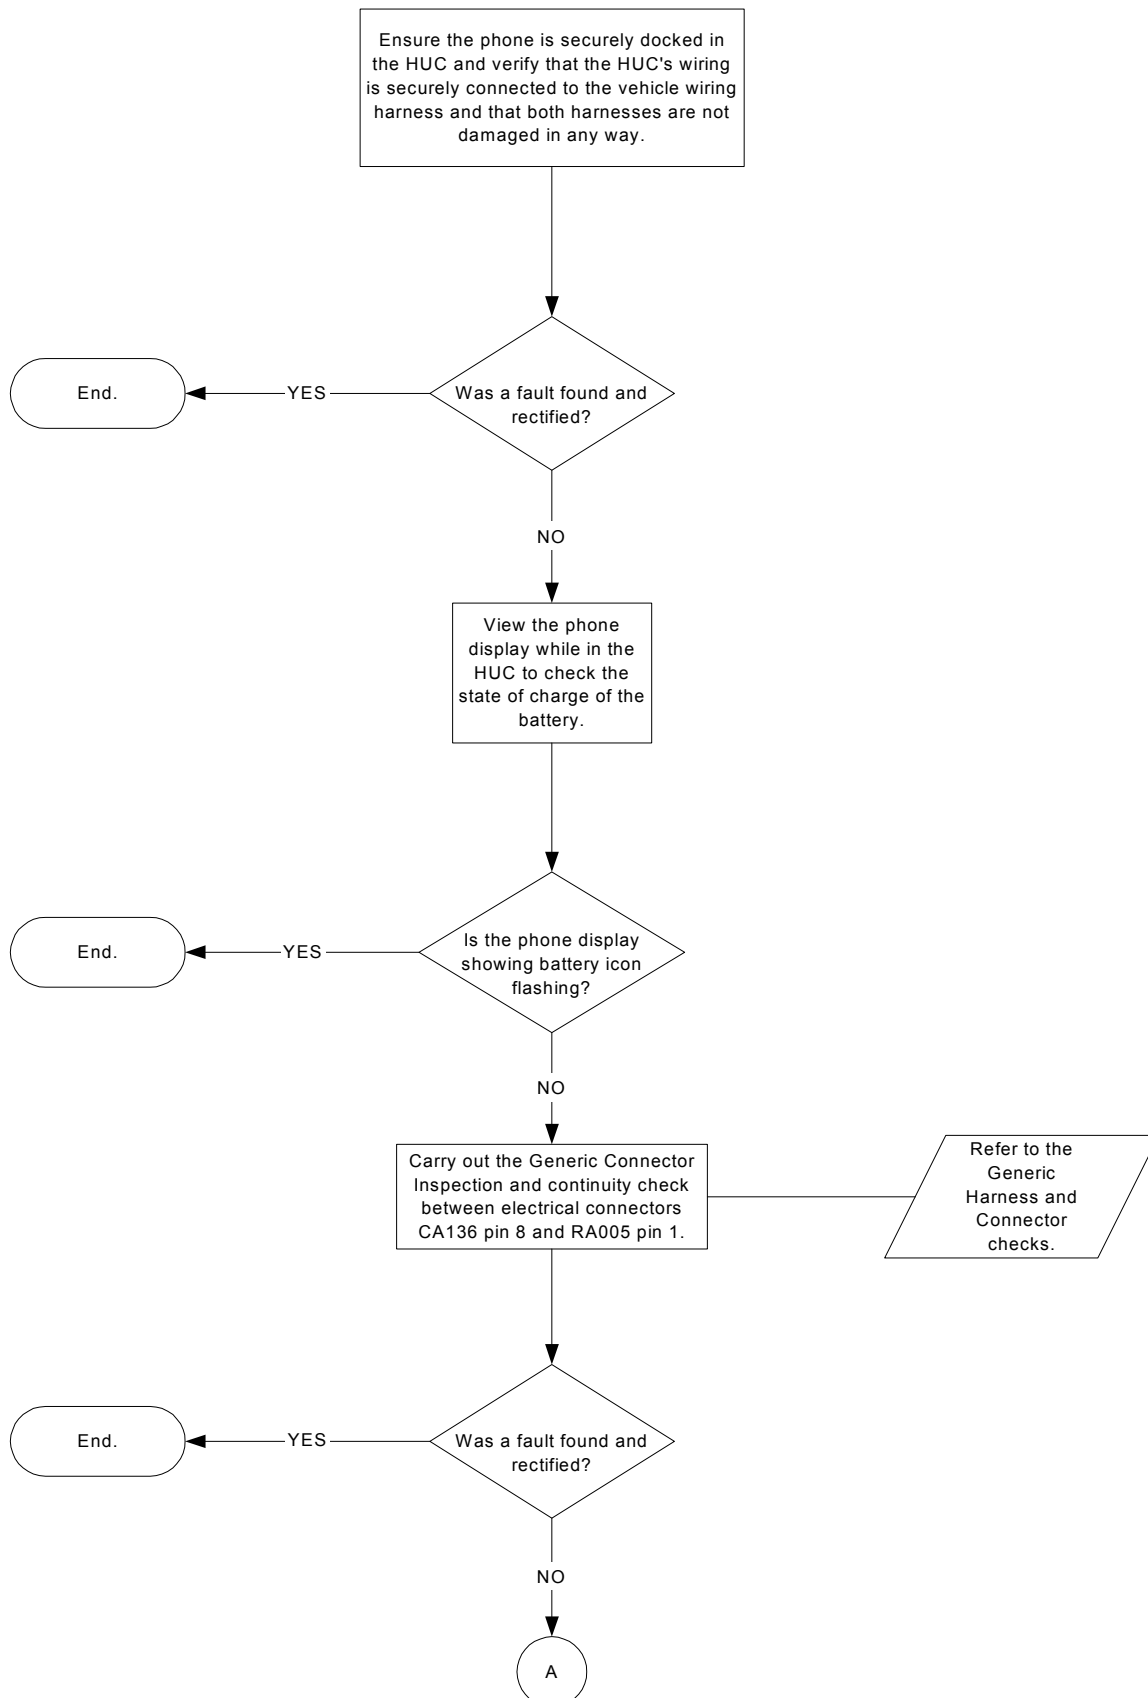 Ensure the phone is securely docked in
the HUC and verify that the HUC's wiring
is securely connected to the vehicle wiring
harness and that both harnesses are not
damaged in any way.
End.
YES
Was a fault found and
rectified?
NO
View the phone
display while in the
HUC to check the
state of charge of the
battery.
End.
YES
Is the phone display
showing battery icon
flashing?
NO
Carry out the Generic Connector
Inspection and continuity check
between electrical connectors
CA136 pin 8 and RA005 pin 1.
Refer to the
Generic
Harness and
Connector
checks.
End.
YES
Was a fault found and
rectified?
NO
A